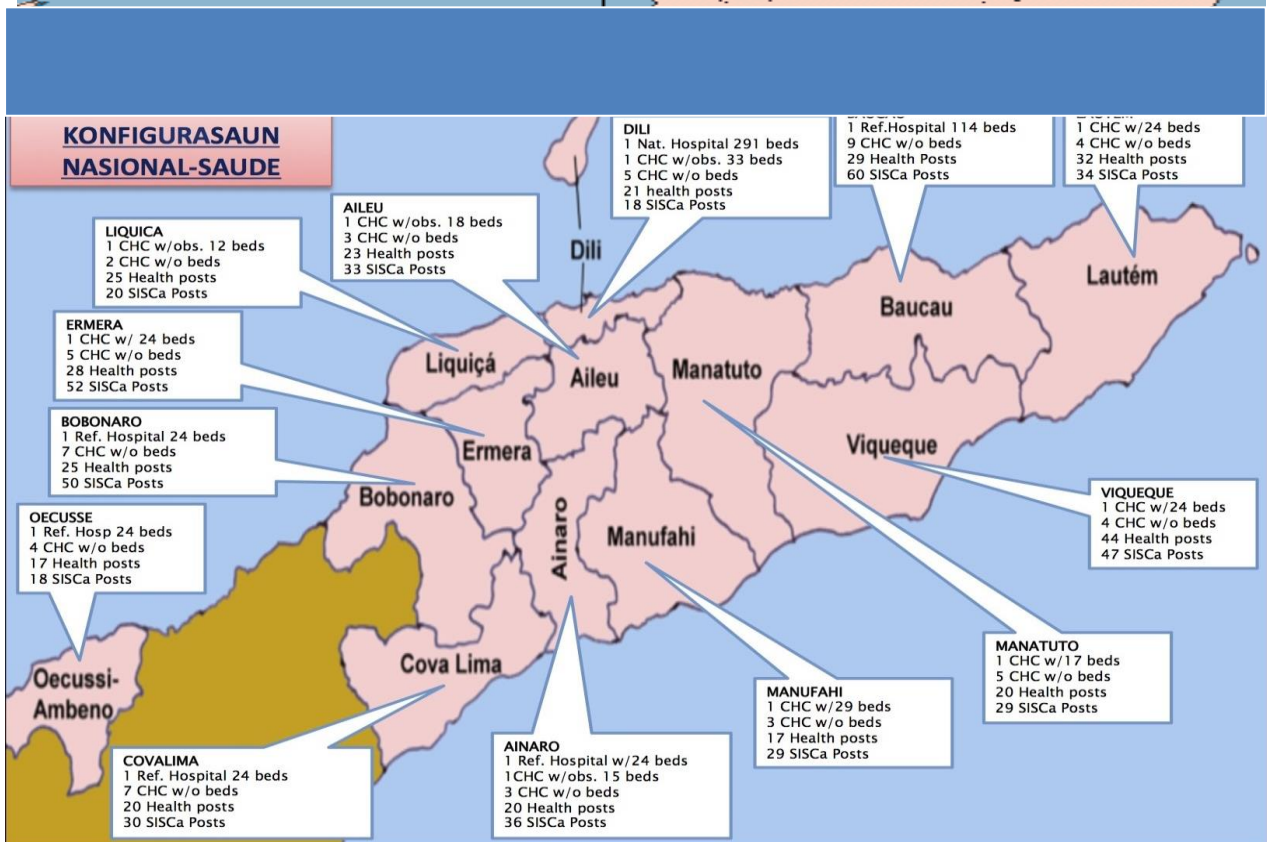 KONFIGURASAUN
NASIONAL-SAUDE
DILI
1 Nat. Hospital 291 beds
1 CHC w/obs. 33 beds
5 CHC w/o beds
21 health posts
18 SISCa Posts
1 Ref.Hospital 114 beds
9 CHC w/o beds
29 Health Posts
60 SISCa Posts
1 CHC w/24 beds
4 CHC w/o beds
32 Health posts
34 SISCa Posts
AILEU
1 CHC w/obs. 18 beds
3 CHC w/o beds
23 Health posts
33 SISCa Posts
LIQUICA
1 CHC w/obs. 12 beds
2 CHC w/o beds
25 Health posts
20 SISCa Posts
ERMERA
1 CHC w/ 24 beds
5 CHC w/o beds
28 Health posts
52 SISCa Posts
BOBONARO
1 Ref. Hospital 24 beds
7 CHC w/o beds
25 Health posts
50 SISCa Posts
OECUSSE
1 Ref. Hosp 24 beds
4 CHC w/o beds
17 Health posts
18 SISCa Posts
Dili
Lautém
Baucau
Liquiçá
Aileu
Manatuto
Ermera
Viqueque
Bobonaro
Ainaro
Manufahi
Cova Lima
Oecussi-
Ambeno
VIQUEQUE
1 CHC w/24 beds
4 CHC w/o beds
44 Health posts
47 SISCa Posts
MANATUTO
1 CHC w/17 beds
5 CHC w/o beds
20 Health posts
29 SISCa Posts
MANUFAHI
1 CHC w/29 beds
3 CHC w/o beds
17 Health posts
29 SISCa Posts
AINARO
1 Ref. Hospital w/24 beds
1CHC w/obs. 15 beds
3 CHC w/o beds
20 Health posts
36 SISCa Posts
COVALIMA
1 Ref. Hospital 24 beds
7 CHC w/o beds
20 Health posts
30 SISCa Posts